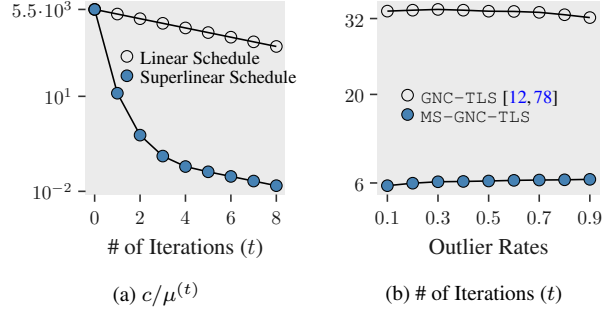 5.5·10³
10¹
10⁻²
Linear Schedule
Superlinear Schedule
0 2 4 6 8
# of Iterations (t)
(a) c/μ⁽ᵗ⁾
32
20
6
GNC-TLS [12,78]
MS-GNC-TLS
0.1 0.3 0.5 0.7 0.9
Outlier Rates
(b) # of Iterations (t)